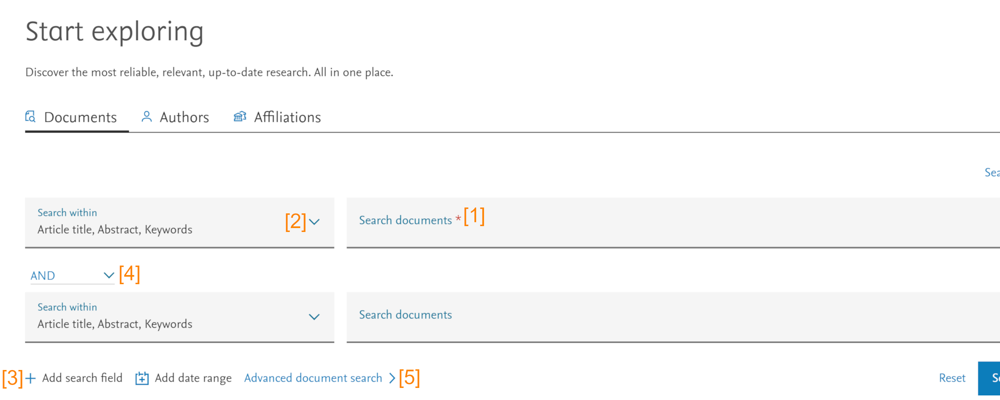 Start exploring
Discover the most reliable, relevant, up-to-date research. All in one place.
Documents Authors Affiliations
Search within
Article title, Abstract, Keywords
[2]
Search documents * [1]
AND [4]
Search within
Article title, Abstract, Keywords
Search documents
[3] + Add search field Add date range Advanced document search > [5] Reset